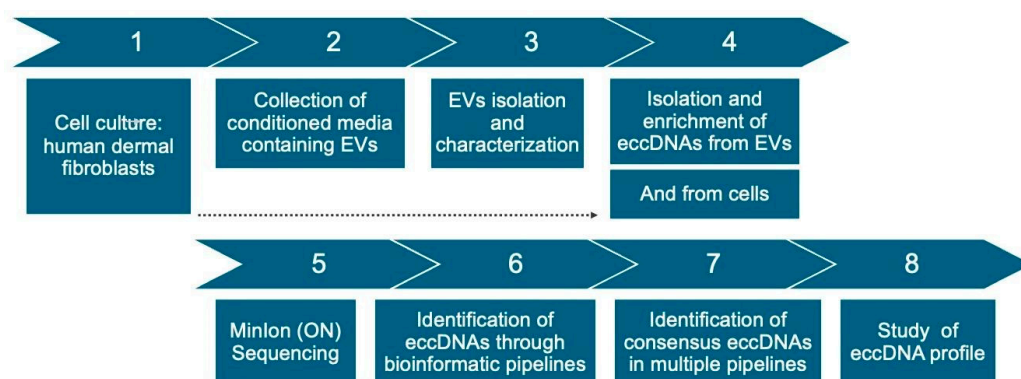 1
2
3
4
Cell culture:
human dermal
fibroblasts
Collection of
conditioned media
containing EVs
EVs isolation
and
characterization
Isolation and
enrichment of
eccDNAs from EVs
And from cells
5
6
7
8
MinIon (ON)
Sequencing
Identification of
eccDNAs through
bioinformatic pipelines
Identification of
consensus eccDNAs
in multiple pipelines
Study of
eccDNA profile